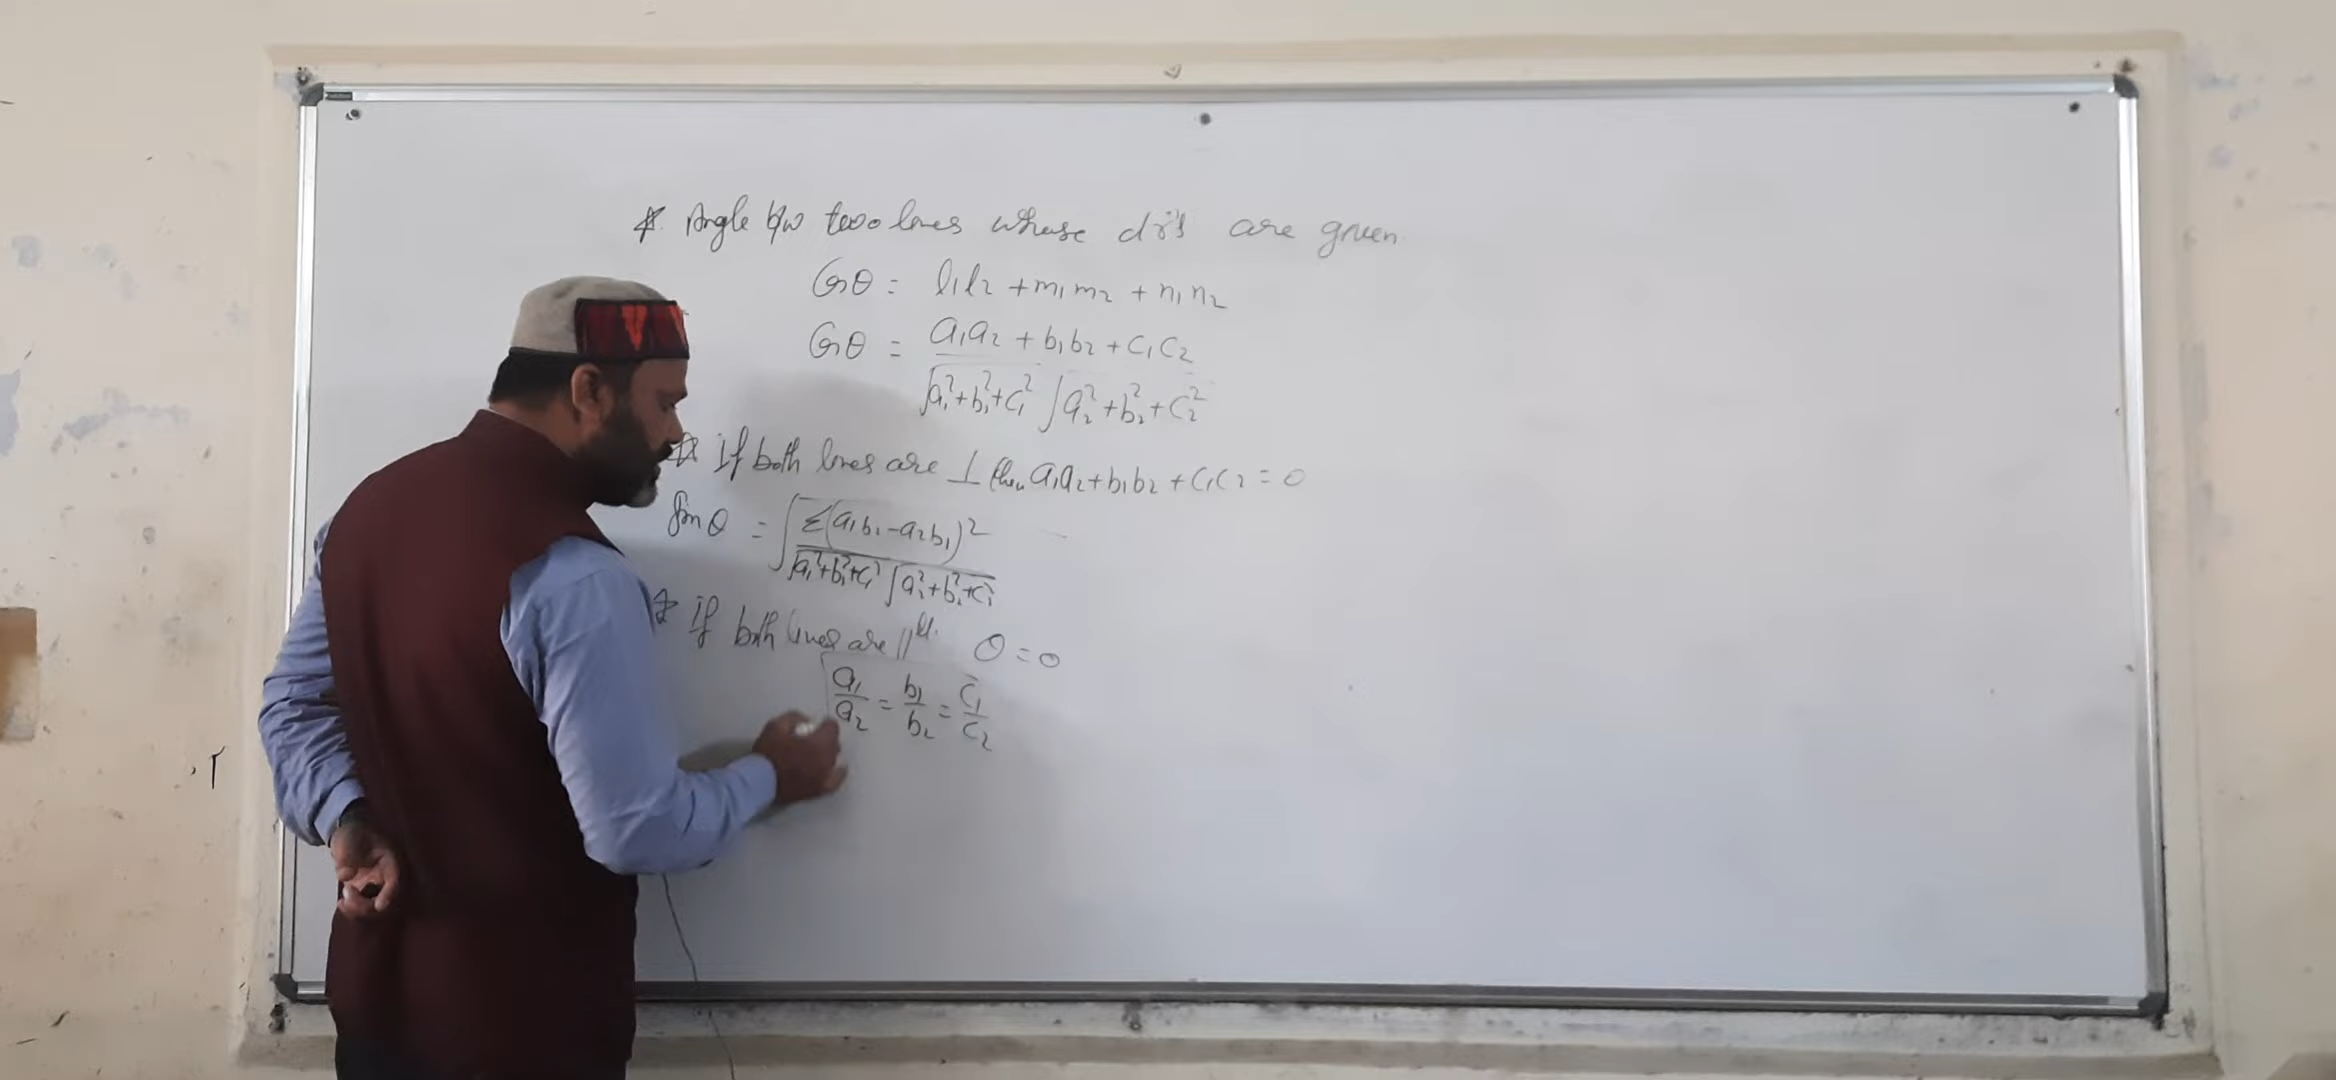 * Angle b/w two lines whose dr's are given
Cosθ = l₁l₂ + m₁m₂ + n₁n₂
Cosθ = a₁a₂ + b₁b₂ + c₁c₂
√a₁²+b₁²+c₁² √a₂²+b₂²+c₂²
* If both lines are ⊥ then a₁a₂+b₁b₂+c₁c₂ = 0
Sinθ = √Σ(a₁b₂-a₂b₁)²
√a₁²+b₁²+c₁² √a₂²+b₂²+c₂²
* If both lines are ||el. θ = 0
a₁/a₂ = b₁/b₂ = c₁/c₂